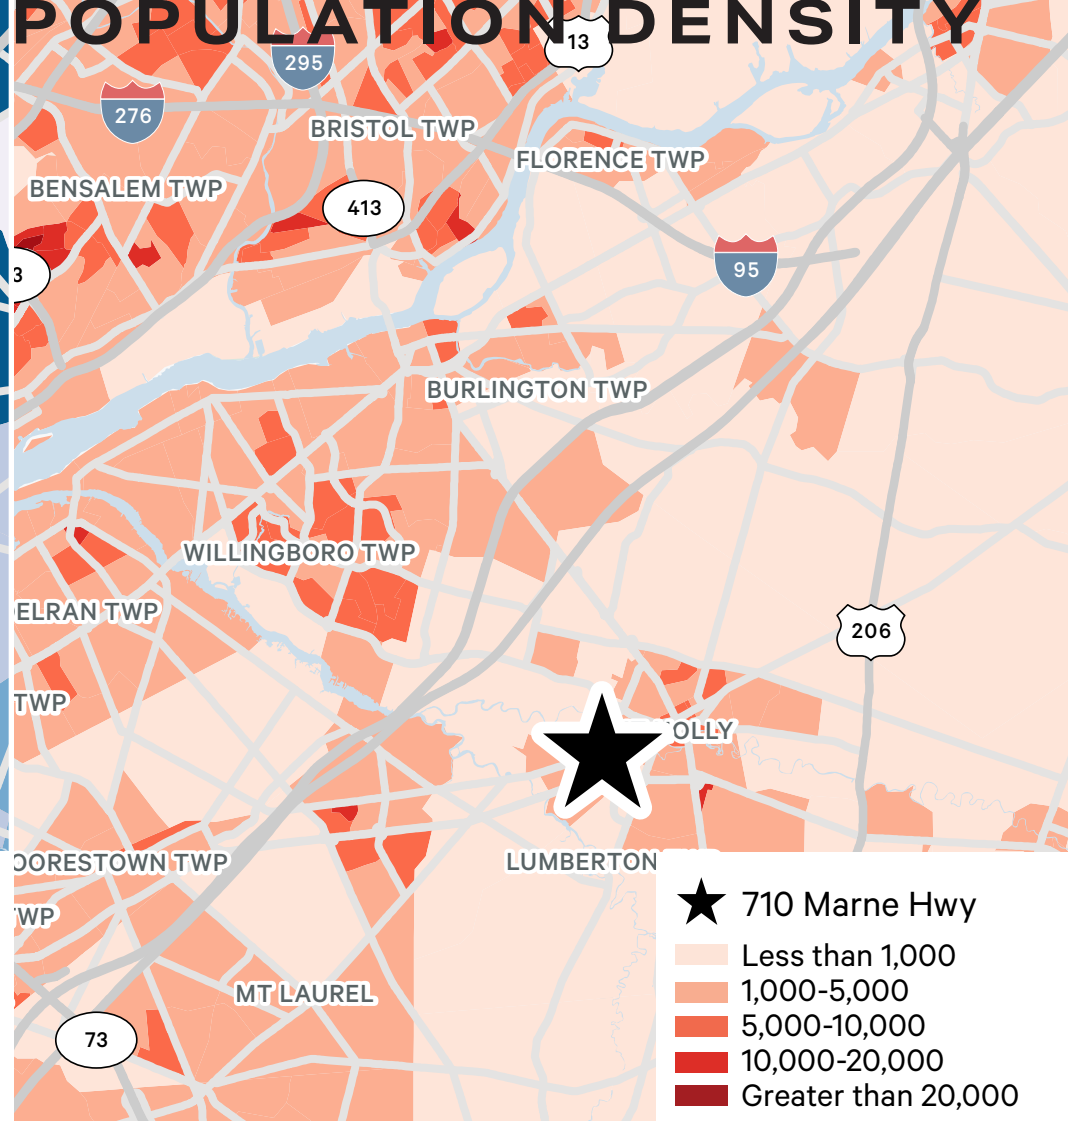 POPULATION DENSITY
13
295
276
BRISTOL TWP
FLORENCE TWP
BENSALEM TWP
413
3
95
BURLINGTON TWP
WILLINGBORO TWP
ELRAN TWP
206
TWP
OLLY
OORESTOWN TWP
LUMBERTON
TWP
MT LAUREL
73
710 Marne Hwy
Less than 1,000
1,000-5,000
5,000-10,000
10,000-20,000
Greater than 20,000